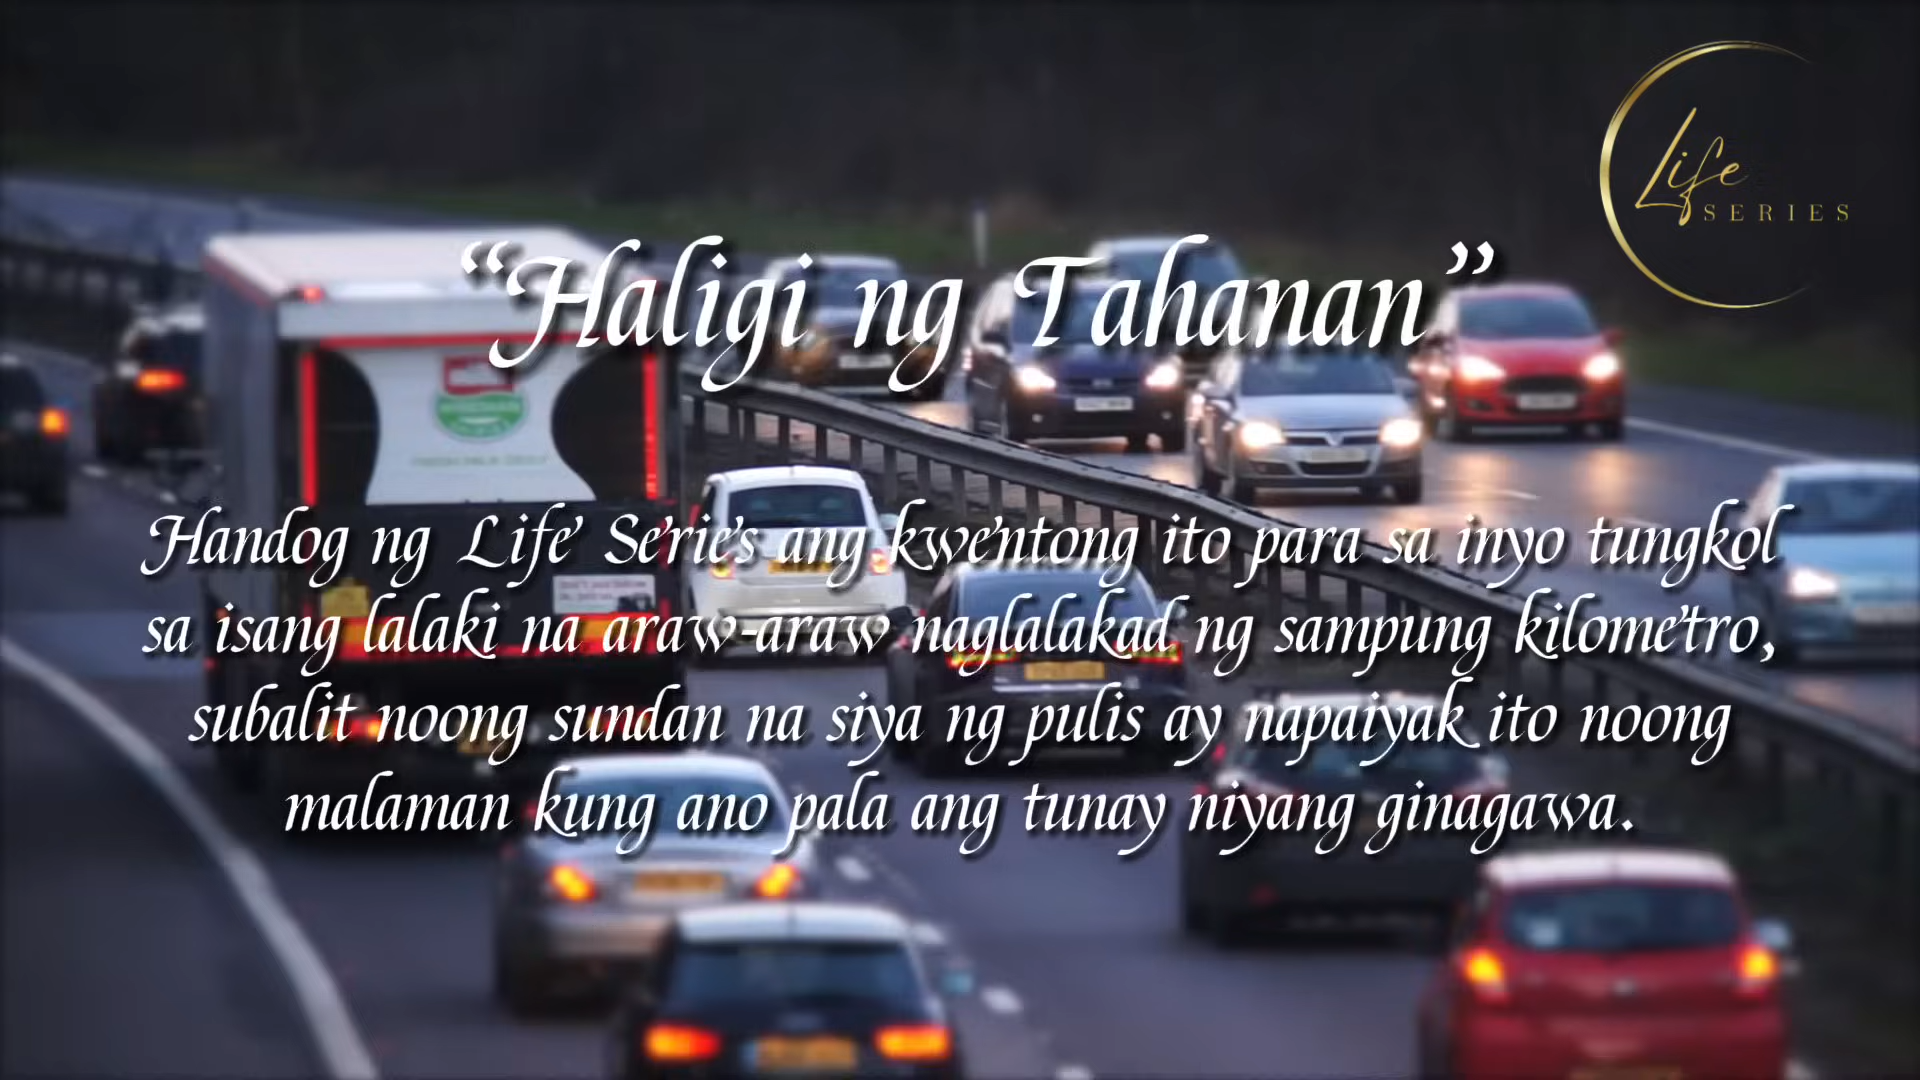 Life
SERIES
“Haligi ng Tahanan”
Handog ng Life Series ang kwentong ito para sa inyo tungkol
sa isang lalaki na araw-araw naglalakad ng sampung kilometro,
subalit noong sundan na siya ng pulis ay napaiyak ito noong
malaman kung ano pala ang tunay niyang ginagawa.